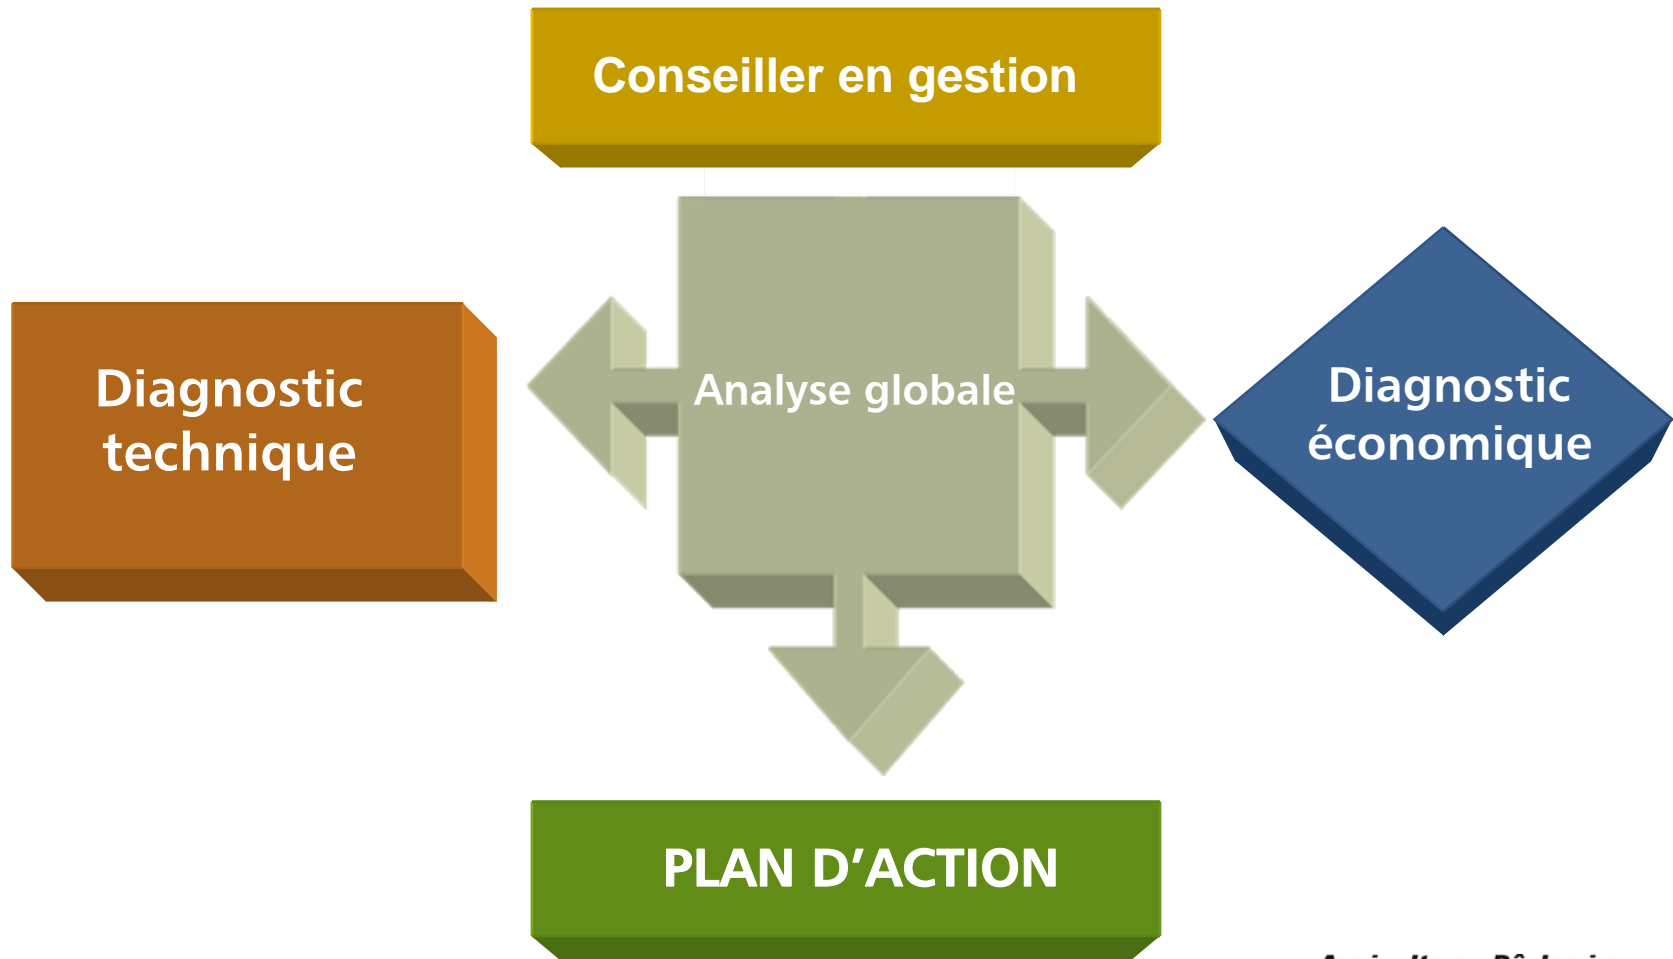 Conseiller en gestion
Diagnostic
technique
Analyse globale
Diagnostic
économique
PLAN D’ACTION